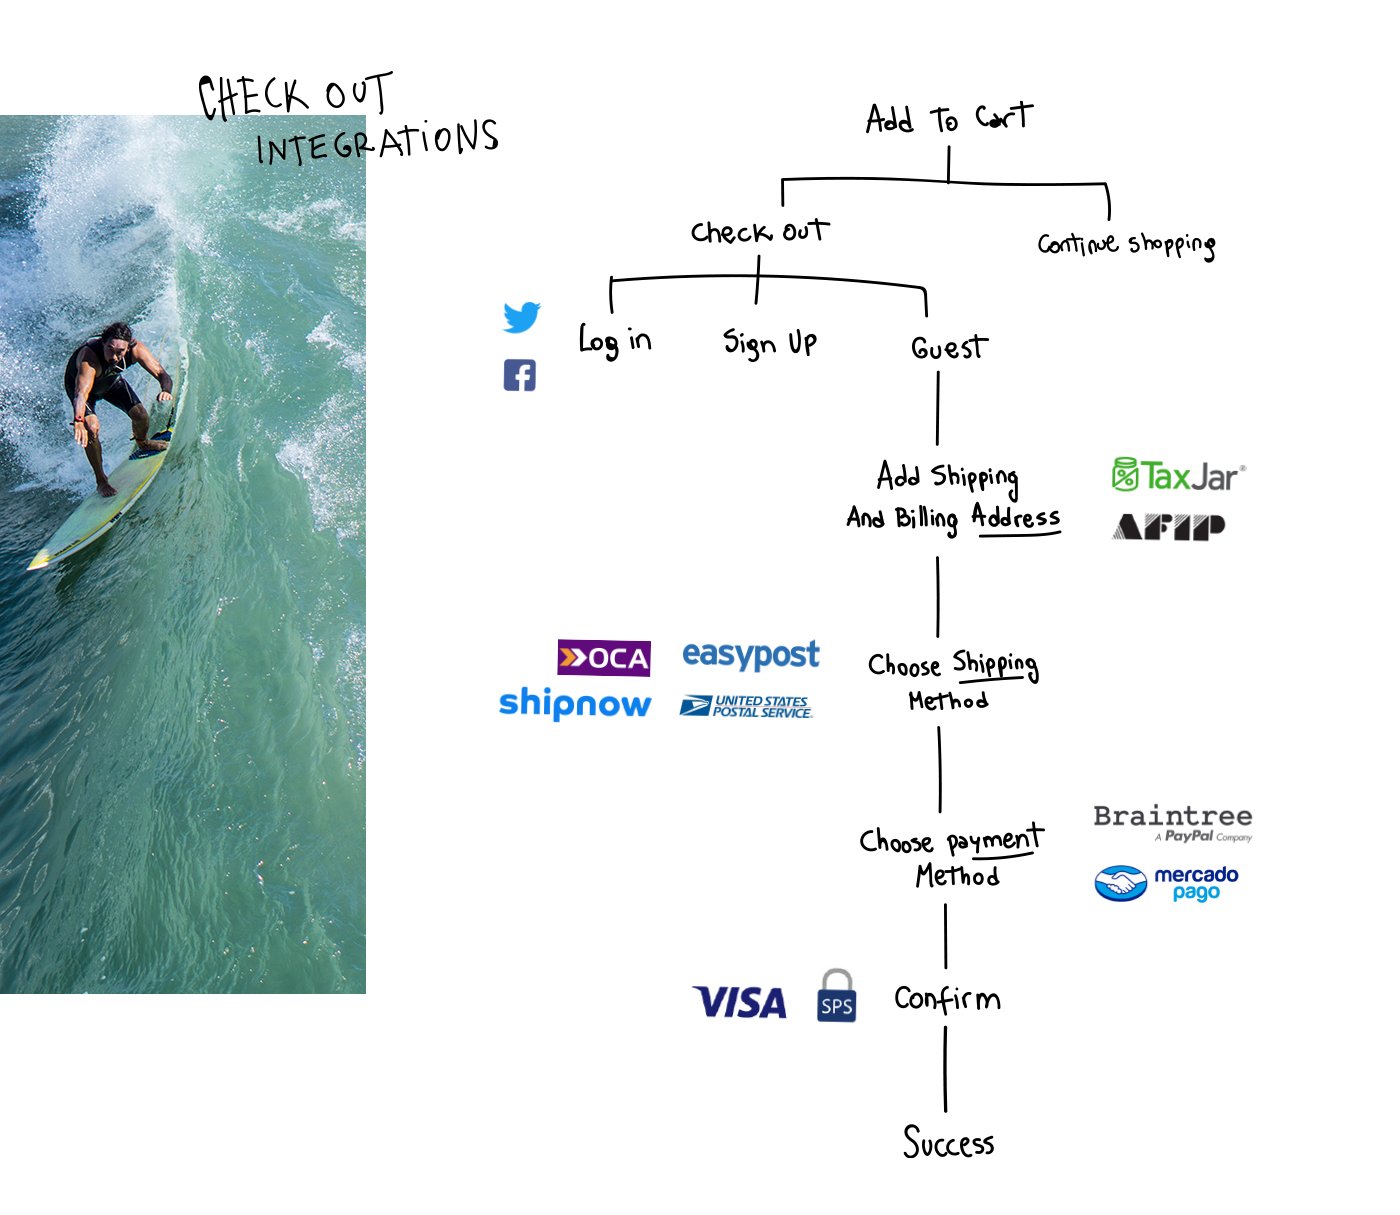 CHECK OUT
INTEGRATIONS
Add To Cart
Check out
Continue shopping
Log in
Sign Up
Guest
Add Shipping
And Billing Address
TaxJar®
AFIP
OCA
easypost
shipnow
UNITED STATES
POSTAL SERVICE.
Choose Shipping
Method
Choose payment
Method
Braintree
A PayPal Company
mercado
pago
VISA
SPS
Confirm
Success